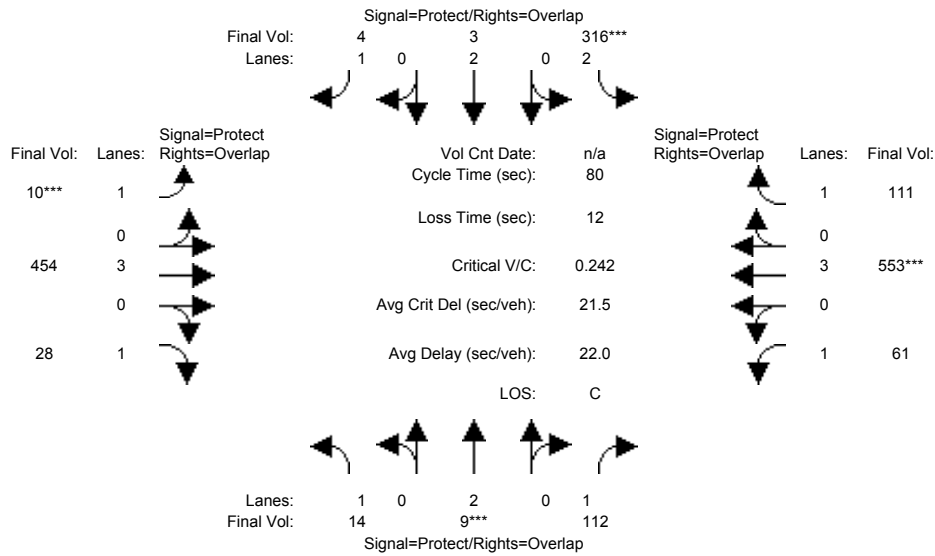 Signal=Protect/Rights=Overlap
Final Vol: 4 3 316***
Lanes: 1 0 2 0 2
Signal=Protect
Final Vol: Lanes: Rights=Overlap
Vol Cnt Date: n/a
Signal=Protect
Rights=Overlap Lanes: Final Vol:
Cycle Time (sec): 80
10*** 1
1 111
Loss Time (sec): 12
0
0
454 3
Critical V/C: 0.242
3 553***
0
Avg Crit Del (sec/veh): 21.5
0
28 1
Avg Delay (sec/veh): 22.0
1 61
LOS: C
Lanes: 1 0 2 0 1
Final Vol: 14 9*** 112
Signal=Protect/Rights=Overlap